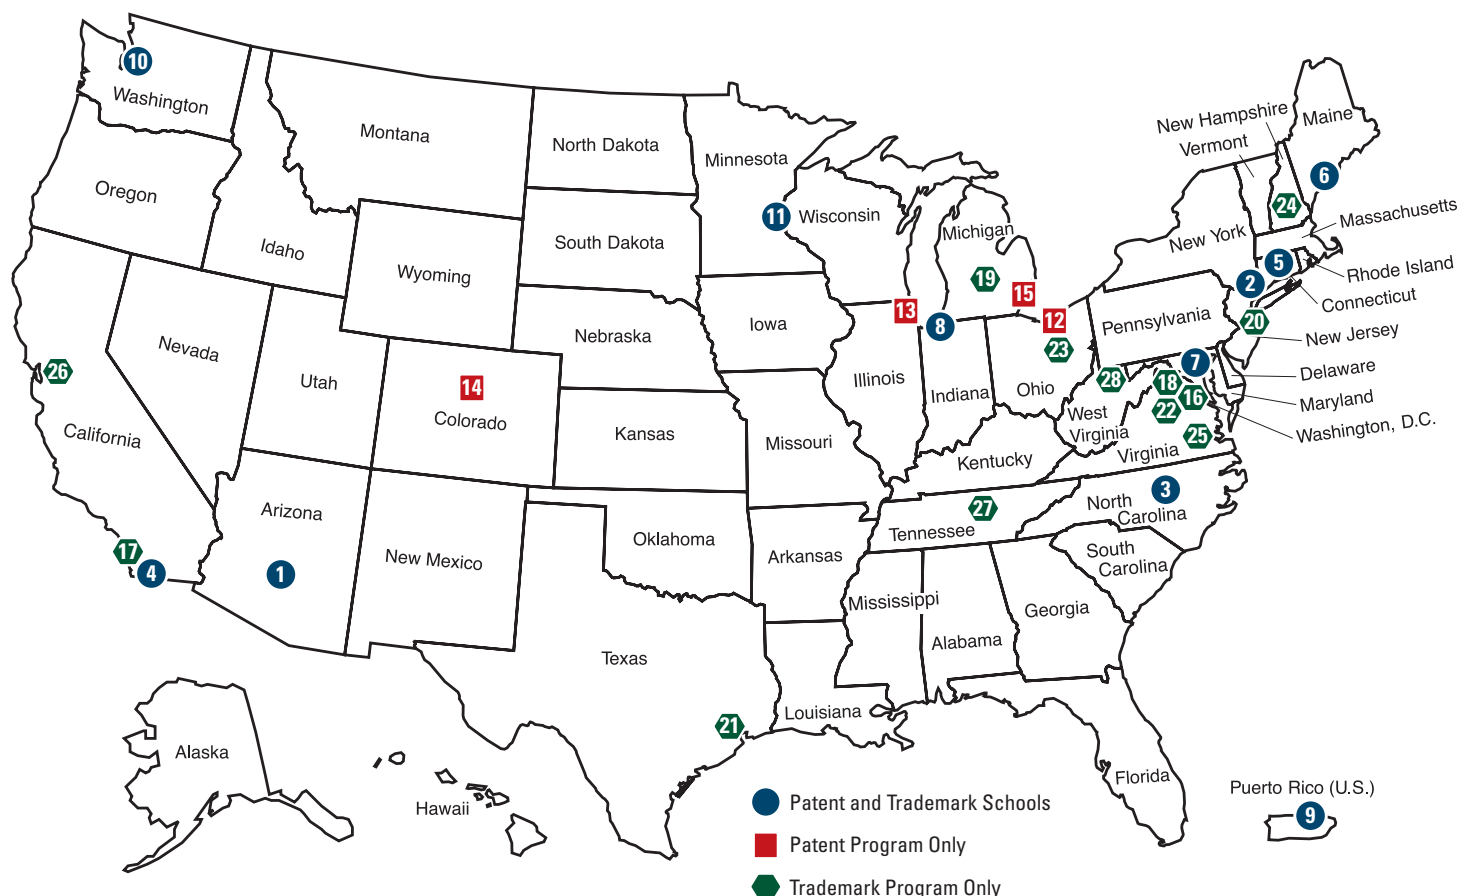 10
Washington
Montana
North Dakota
Minnesota
New Hampshire
Vermont
Maine
Oregon
6
11
Wisconsin
24
Massachusetts
Idaho
South Dakota
Michigan
New York
Wyoming
5
Rhode Island
19
2
Connecticut
15
13
8
12
20
Nevada
Nebraska
Iowa
Pennsylvania
New Jersey
23
26
Utah
14
Colorado
Illinois
Indiana
Ohio
28
7
18
16
22
Delaware
Maryland
Washington, D.C.
California
Kansas
Missouri
West
Virginia
25
Virginia
Kentucky
3
North
Carolina
27
Tennessee
Arizona
1
17
4
New Mexico
Oklahoma
Arkansas
South
Carolina
Mississippi
Alabama
Georgia
Texas
21
Louisiana
Florida
Alaska
Hawaii
Puerto Rico (U.S.)
9
Patent and Trademark Schools
Patent Program Only
Trademark Program Only